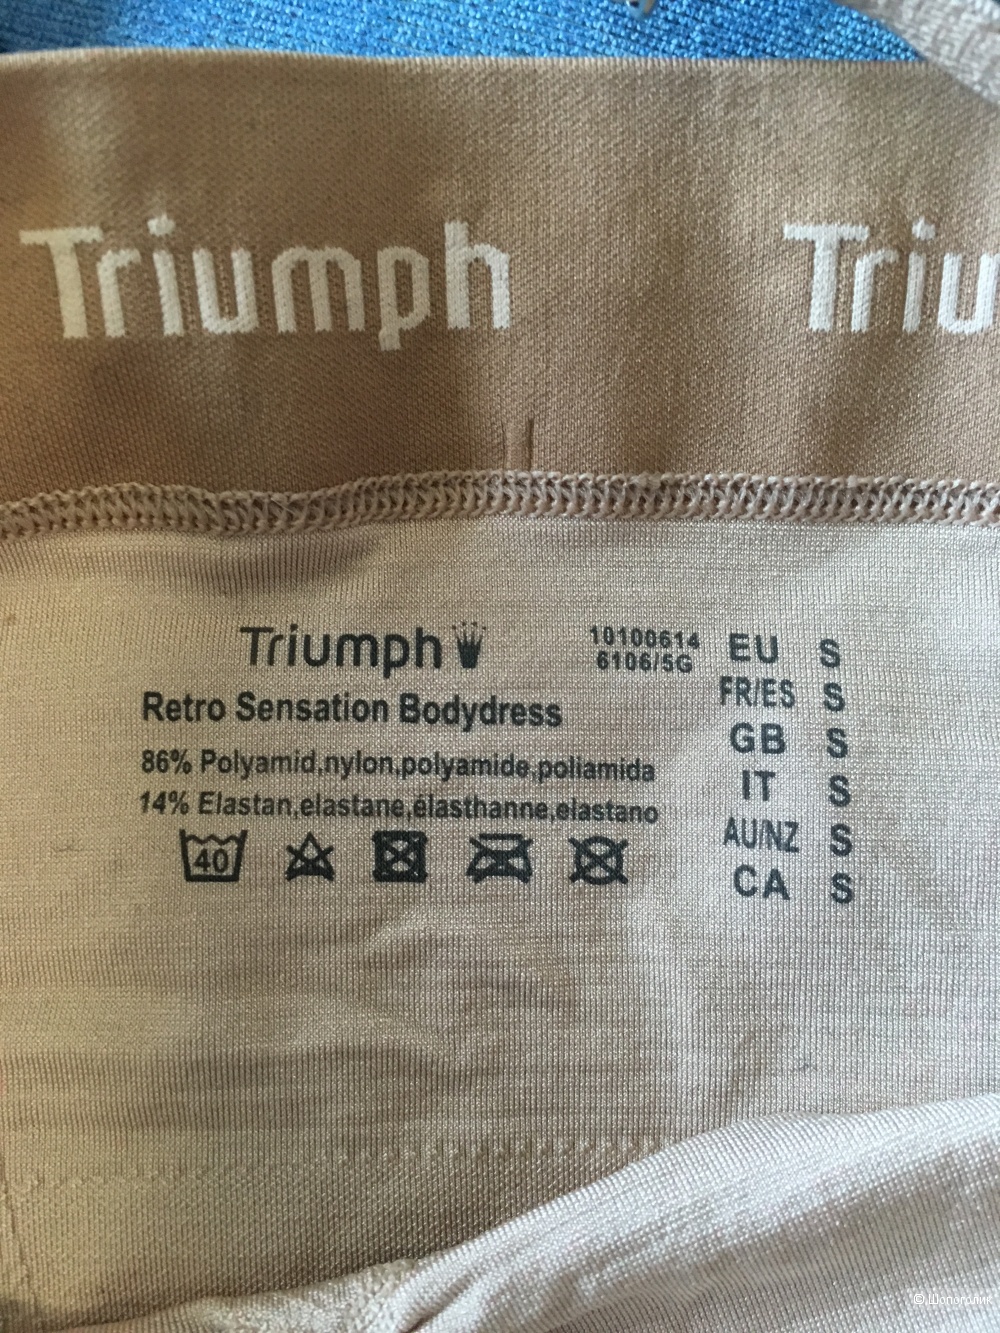 Triumph Triu
Triumph
10100614
6106/5G
Retro Sensation Bodydress
86% Polyamid,nylon,polyamide,poliamida
14% Elastan,elastane,élasthanne,elastano
40
EU S
FR/ES S
GB S
IT S
AU/NZ S
CA S
© Шопоголик